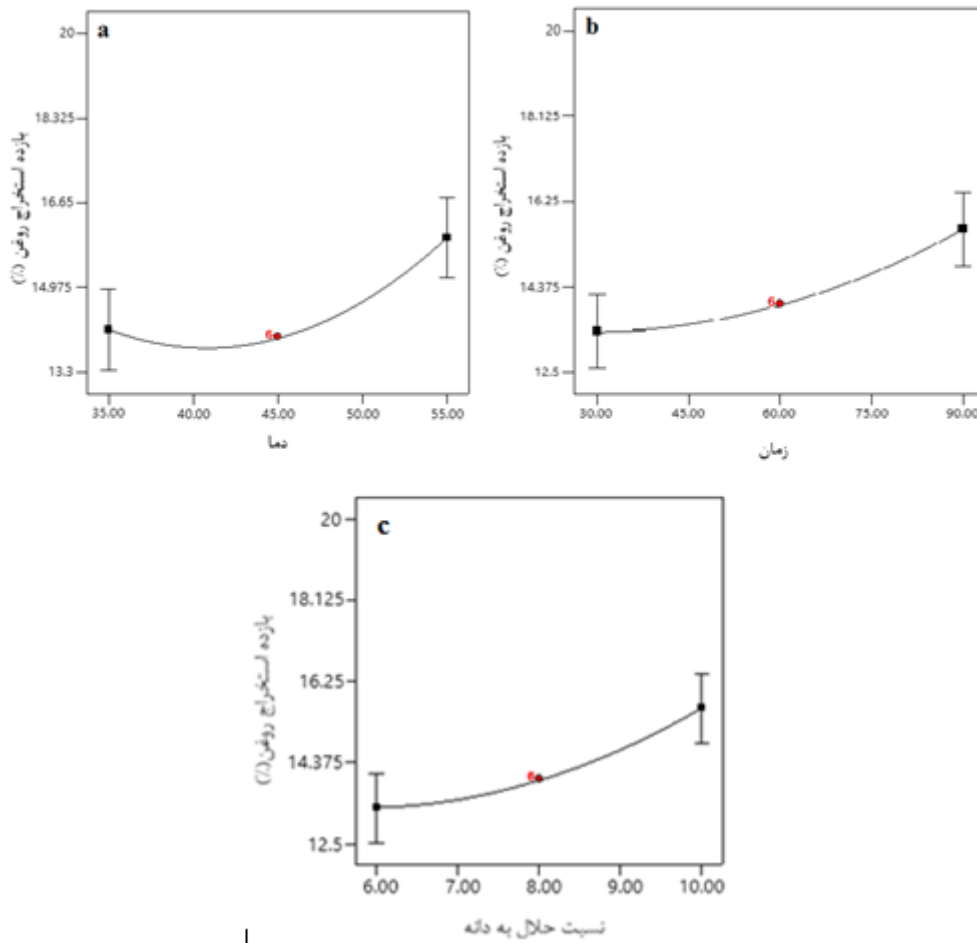 a
20
18.325
16.65
14.975
13.3
بازده استخراج روغن (٪)
6
35.00 40.00 45.00 50.00 55.00
دما
b
20
18.125
16.25
14.375
12.5
بازده استخراج روغن (٪)
6
30.00 45.00 60.00 75.00 90.00
زمان
c
20
18.125
16.25
14.375
12.5
بازده استخراج روغن(٪)
6
6.00 7.00 8.00 9.00 10.00
نسبت حلال به دانه